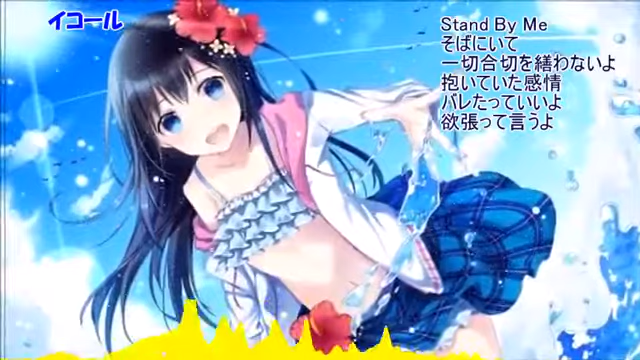 イコール
Stand By Me
そばにいて
一切合切を繕わないよ
抱いていた感情
バレたっていいよ
欲張って言うよ